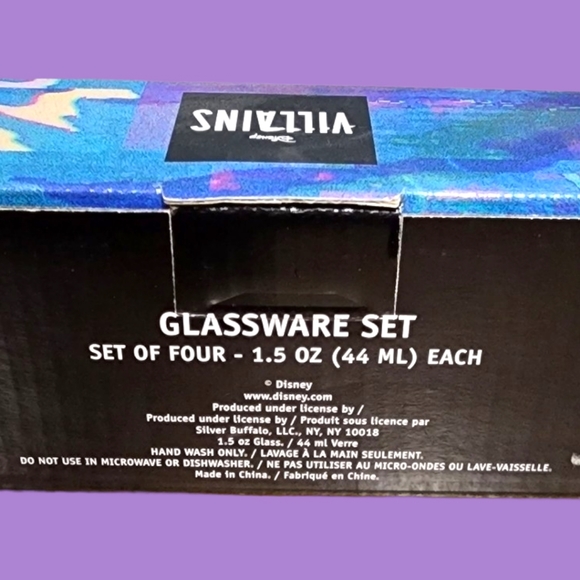 Disney
VILLAINS
GLASSWARE SET
SET OF FOUR - 1.5 OZ (44 ML) EACH
© Disney
www.disney.com
Produced under license by /
Produced under license by / Produit sous licence par
Silver Buffalo, LLC., NY, NY 10018
1.5 oz Glass. / 44 ml Verre
HAND WASH ONLY. / LAVAGE À LA MAIN SEULEMENT.
DO NOT USE IN MICROWAVE OR DISHWASHER. / NE PAS UTILISER AU MICRO-ONDES OU LAVE-VAISSELLE.
Made in China. / Fabriqué en Chine.